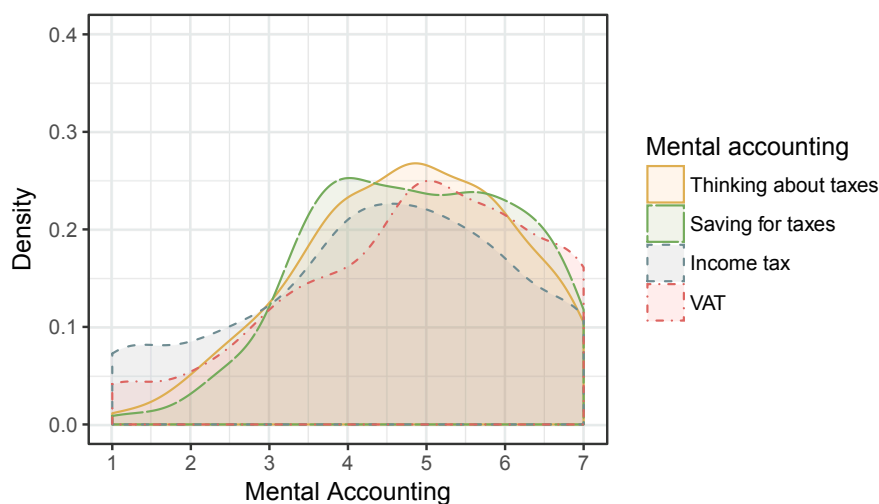 0.4
0.3
0.2
0.1
0.0
Density
1 2 3 4 5 6 7
Mental Accounting
Mental accounting
Thinking about taxes
Saving for taxes
Income tax
VAT